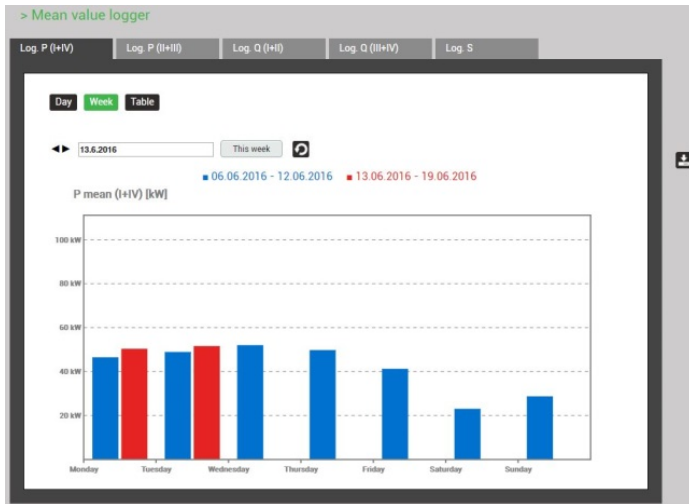 > Mean value logger
Log. P (I+IV) Log. P (II+III) Log. Q (I+II) Log. Q (III+IV) Log. S
Day Week Table
13.6.2016 This week
06.06.2016 - 12.06.2016 13.06.2016 - 19.06.2016
P mean (I+IV) [kW]
100 kW
80 kW
60 kW
40 kW
20 kW
Monday Tuesday Wednesday Thursday Friday Saturday Sunday